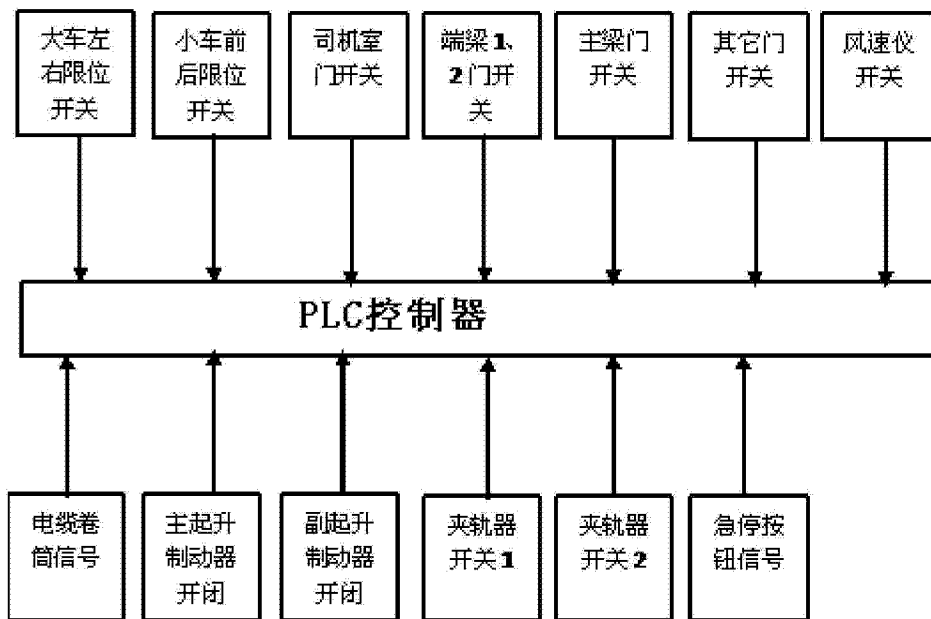 大车左
右限位
开关
小车前
后限位
开关
司机室
门开关
端梁1、
2门开
关
主梁门
开关
其它门
开关
风速仪
开关
PLC控制器
电缆卷
筒信号
主起升
制动器
开闭
副起升
制动器
开闭
夹轨器
开关1
夹轨器
开关2
急停按
钮信号